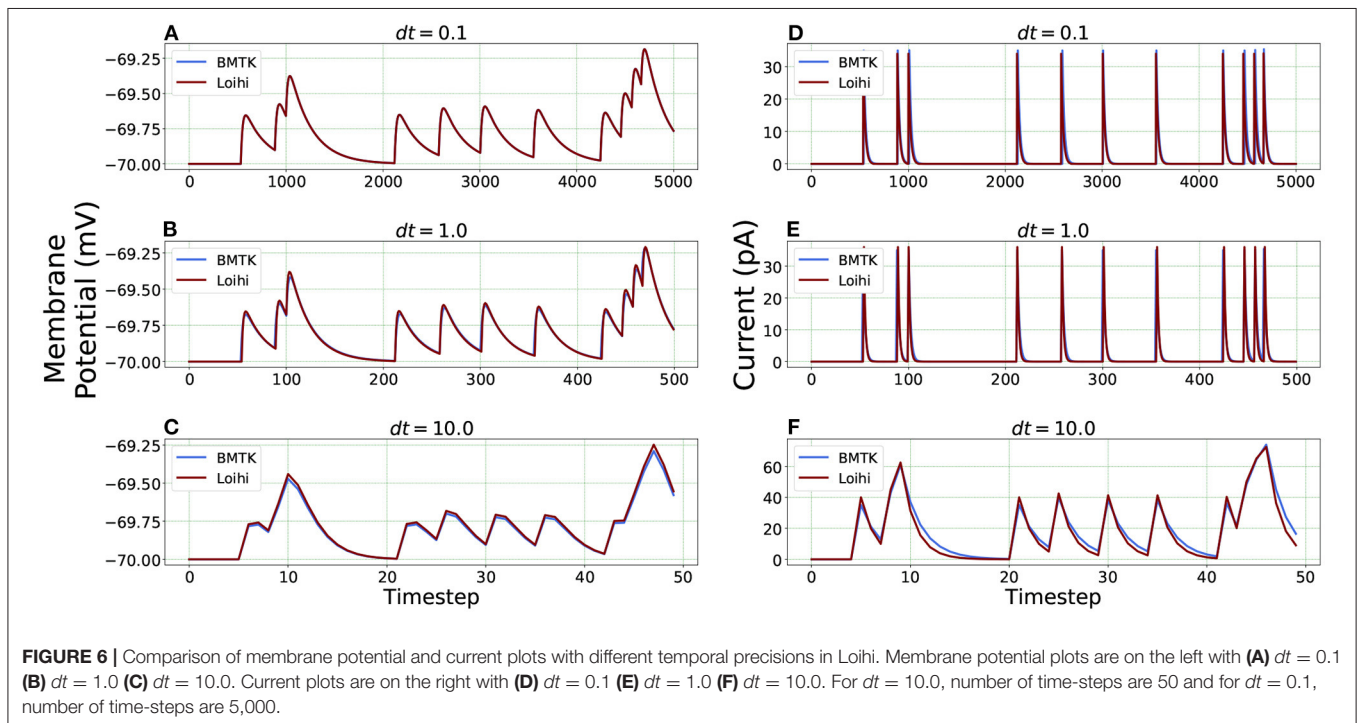 A
dt = 0.1
BMTK
Loihi
−69.25
−69.50
−69.75
−70.00
0 1000 2000 3000 4000 5000
B
dt = 1.0
BMTK
Loihi
−69.25
−69.50
−69.75
−70.00
0 100 200 300 400 500
C
dt = 10.0
BMTK
Loihi
−69.25
−69.50
−69.75
−70.00
0 10 20 30 40 50
Timestep
Membrane
Potential (mV)
D
dt = 0.1
BMTK
Loihi
30
20
10
0
0 1000 2000 3000 4000 5000
E
dt = 1.0
BMTK
Loihi
30
20
10
0
0 100 200 300 400 500
F
dt = 10.0
BMTK
Loihi
60
40
20
0
0 10 20 30 40 50
Timestep
Current (pA)
FIGURE 6 | Comparison of membrane potential and current plots with different temporal precisions in Loihi. Membrane potential plots are on the left with (A) dt = 0.1
(B) dt = 1.0 (C) dt = 10.0. Current plots are on the right with (D) dt = 0.1 (E) dt = 1.0 (F) dt = 10.0. For dt = 10.0, number of time-steps are 50 and for dt = 0.1,
number of time-steps are 5,000.